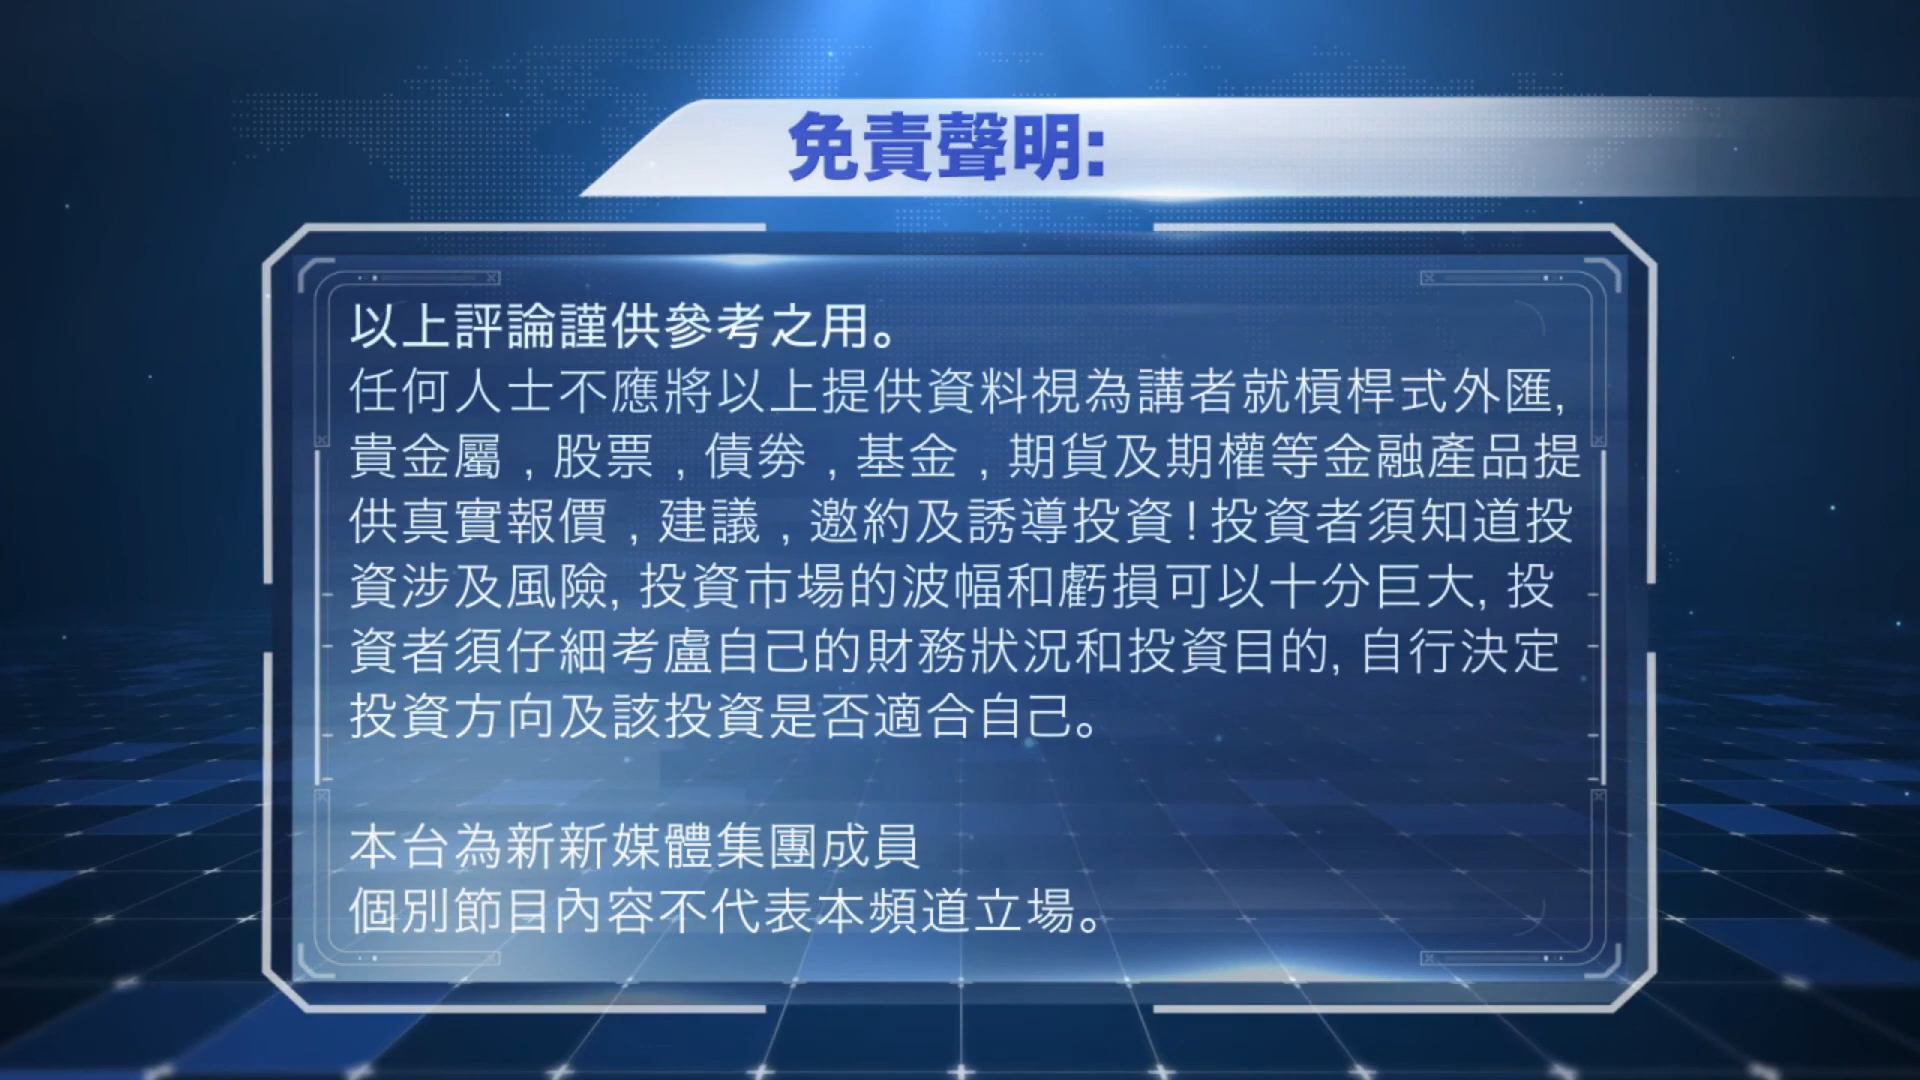 免責聲明:
以上評論謹供參考之用。
任何人士不應將以上提供資料視為講者就槓桿式外匯,
貴金屬，股票，債券，基金，期貨及期權等金融產品提
供真實報價，建議，邀約及誘導投資!投資者須知道投
資涉及風險, 投資市場的波幅和虧損可以十分巨大, 投
資者須仔細考盧自己的財務狀況和投資目的, 自行決定
投資方向及該投資是否適合自己。
本台為新新媒體集團成員
個別節目內容不代表本頻道立場。